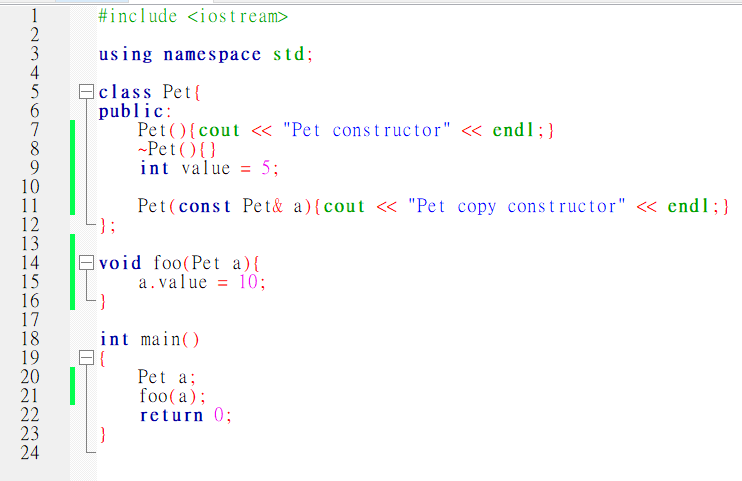 1 #include <iostream>
2
3 using namespace std;
4
5 class Pet{
6 public:
7 Pet(){cout << "Pet constructor" << endl;}
8 ~Pet(){}
9 int value = 5;
10
11 Pet(const Pet& a){cout << "Pet copy constructor" << endl;}
12 };
13
14 void foo(Pet a){
15 a.value = 10;
16 }
17
18 int main()
19 {
20 Pet a;
21 foo(a);
22 return 0;
23 }
24